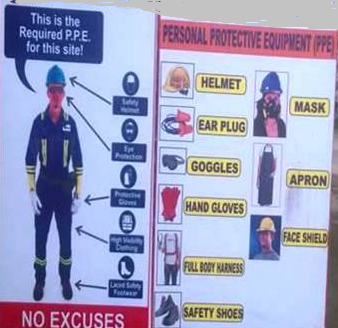 This is the
Required P.P.E.
for this site!
Safety
Helmet
Eye
Protection
Protective
Gloves
High Visibility
Clothing
Laced Safety
Footwear
NO EXCUSES
PERSONAL PROTECTIVE EQUIPMENT (PPE)
HELMET
EAR PLUG
GOGGLES
HAND GLOVES
FULL BODY HARNESS
SAFETY SHOES
MASK
APRON
FACE SHIELD